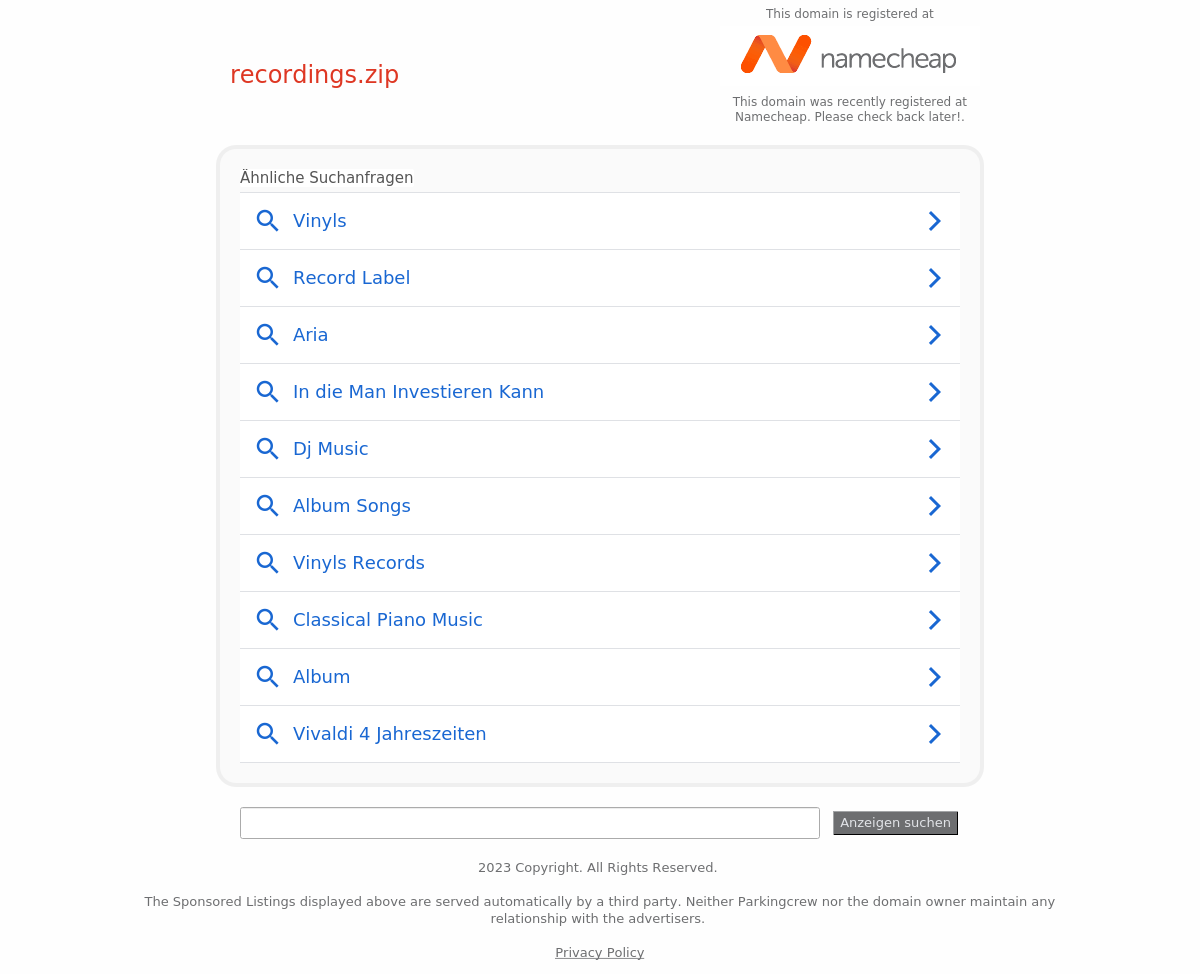 This domain is registered at
namecheap
recordings.zip
This domain was recently registered at
Namecheap. Please check back later!.
Ähnliche Suchanfragen
Vinyls
Record Label
Aria
In die Man Investieren Kann
Dj Music
Album Songs
Vinyls Records
Classical Piano Music
Album
Vivaldi 4 Jahreszeiten
Anzeigen suchen
2023 Copyright. All Rights Reserved.
The Sponsored Listings displayed above are served automatically by a third party. Neither Parkingcrew nor the domain owner maintain any
relationship with the advertisers.
Privacy Policy